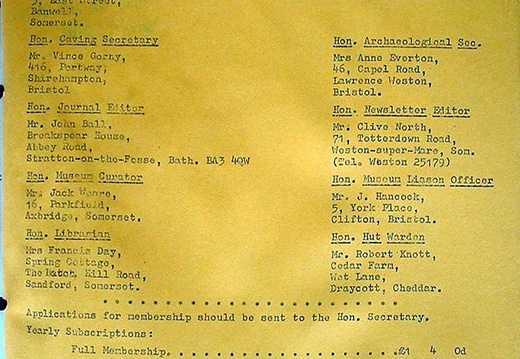 5, East Street,
Banwell,
Somerset.
Hon. Caving Secretary
Mr. Vince Gorny,
416, Portway,
Shirehampton,
Bristol
Hon. Journal Editor
Mr. John Ball,
Breakspear House,
Abbey Road,
Stratton-on-the-Fosse, Bath. BA3 4QW
Hon. Museum Curator
Mr. Jack Weare,
16, Parkfield,
Axbridge, Somerset.
Hon. Librarian
Mrs Francis Day,
Spring Cottage,
The Batch, Hill Road,
Sandford, Somerset.
Hon. Archaeological Sec.
Mrs Anne Everton,
46, Capel Road,
Lawrence Weston,
Bristol.
Hon. Newsletter Editor
Mr. Clive North,
71, Totterdown Road,
Weston-super-Mare, Som.
(Tel. Weston 25179)
Hon. Museum Liason Officer
Mr. J. Hancock,
5, York Place,
Clifton, Bristol.
Hon. Hut Warden
Mr. Robert Knott,
Cedar Farm,
Wet Lane,
Draycott, Cheddar.
Applications for membership should be sent to the Hon. Secretary.
Yearly Subscriptions:
Full Membership. . . . . . . . . . . . . . . . . £1 4 0d